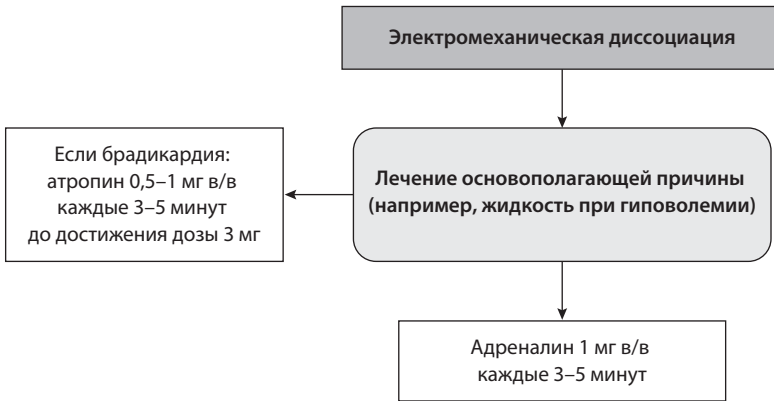 Электромеханическая диссоциация
Если брадикардия:
атропин 0,5–1 мг в/в
каждые 3–5 минут
до достижения дозы 3 мг
Лечение основополагающей причины
(например, жидкость при гиповолемии)
Адреналин 1 мг в/в
каждые 3–5 минут